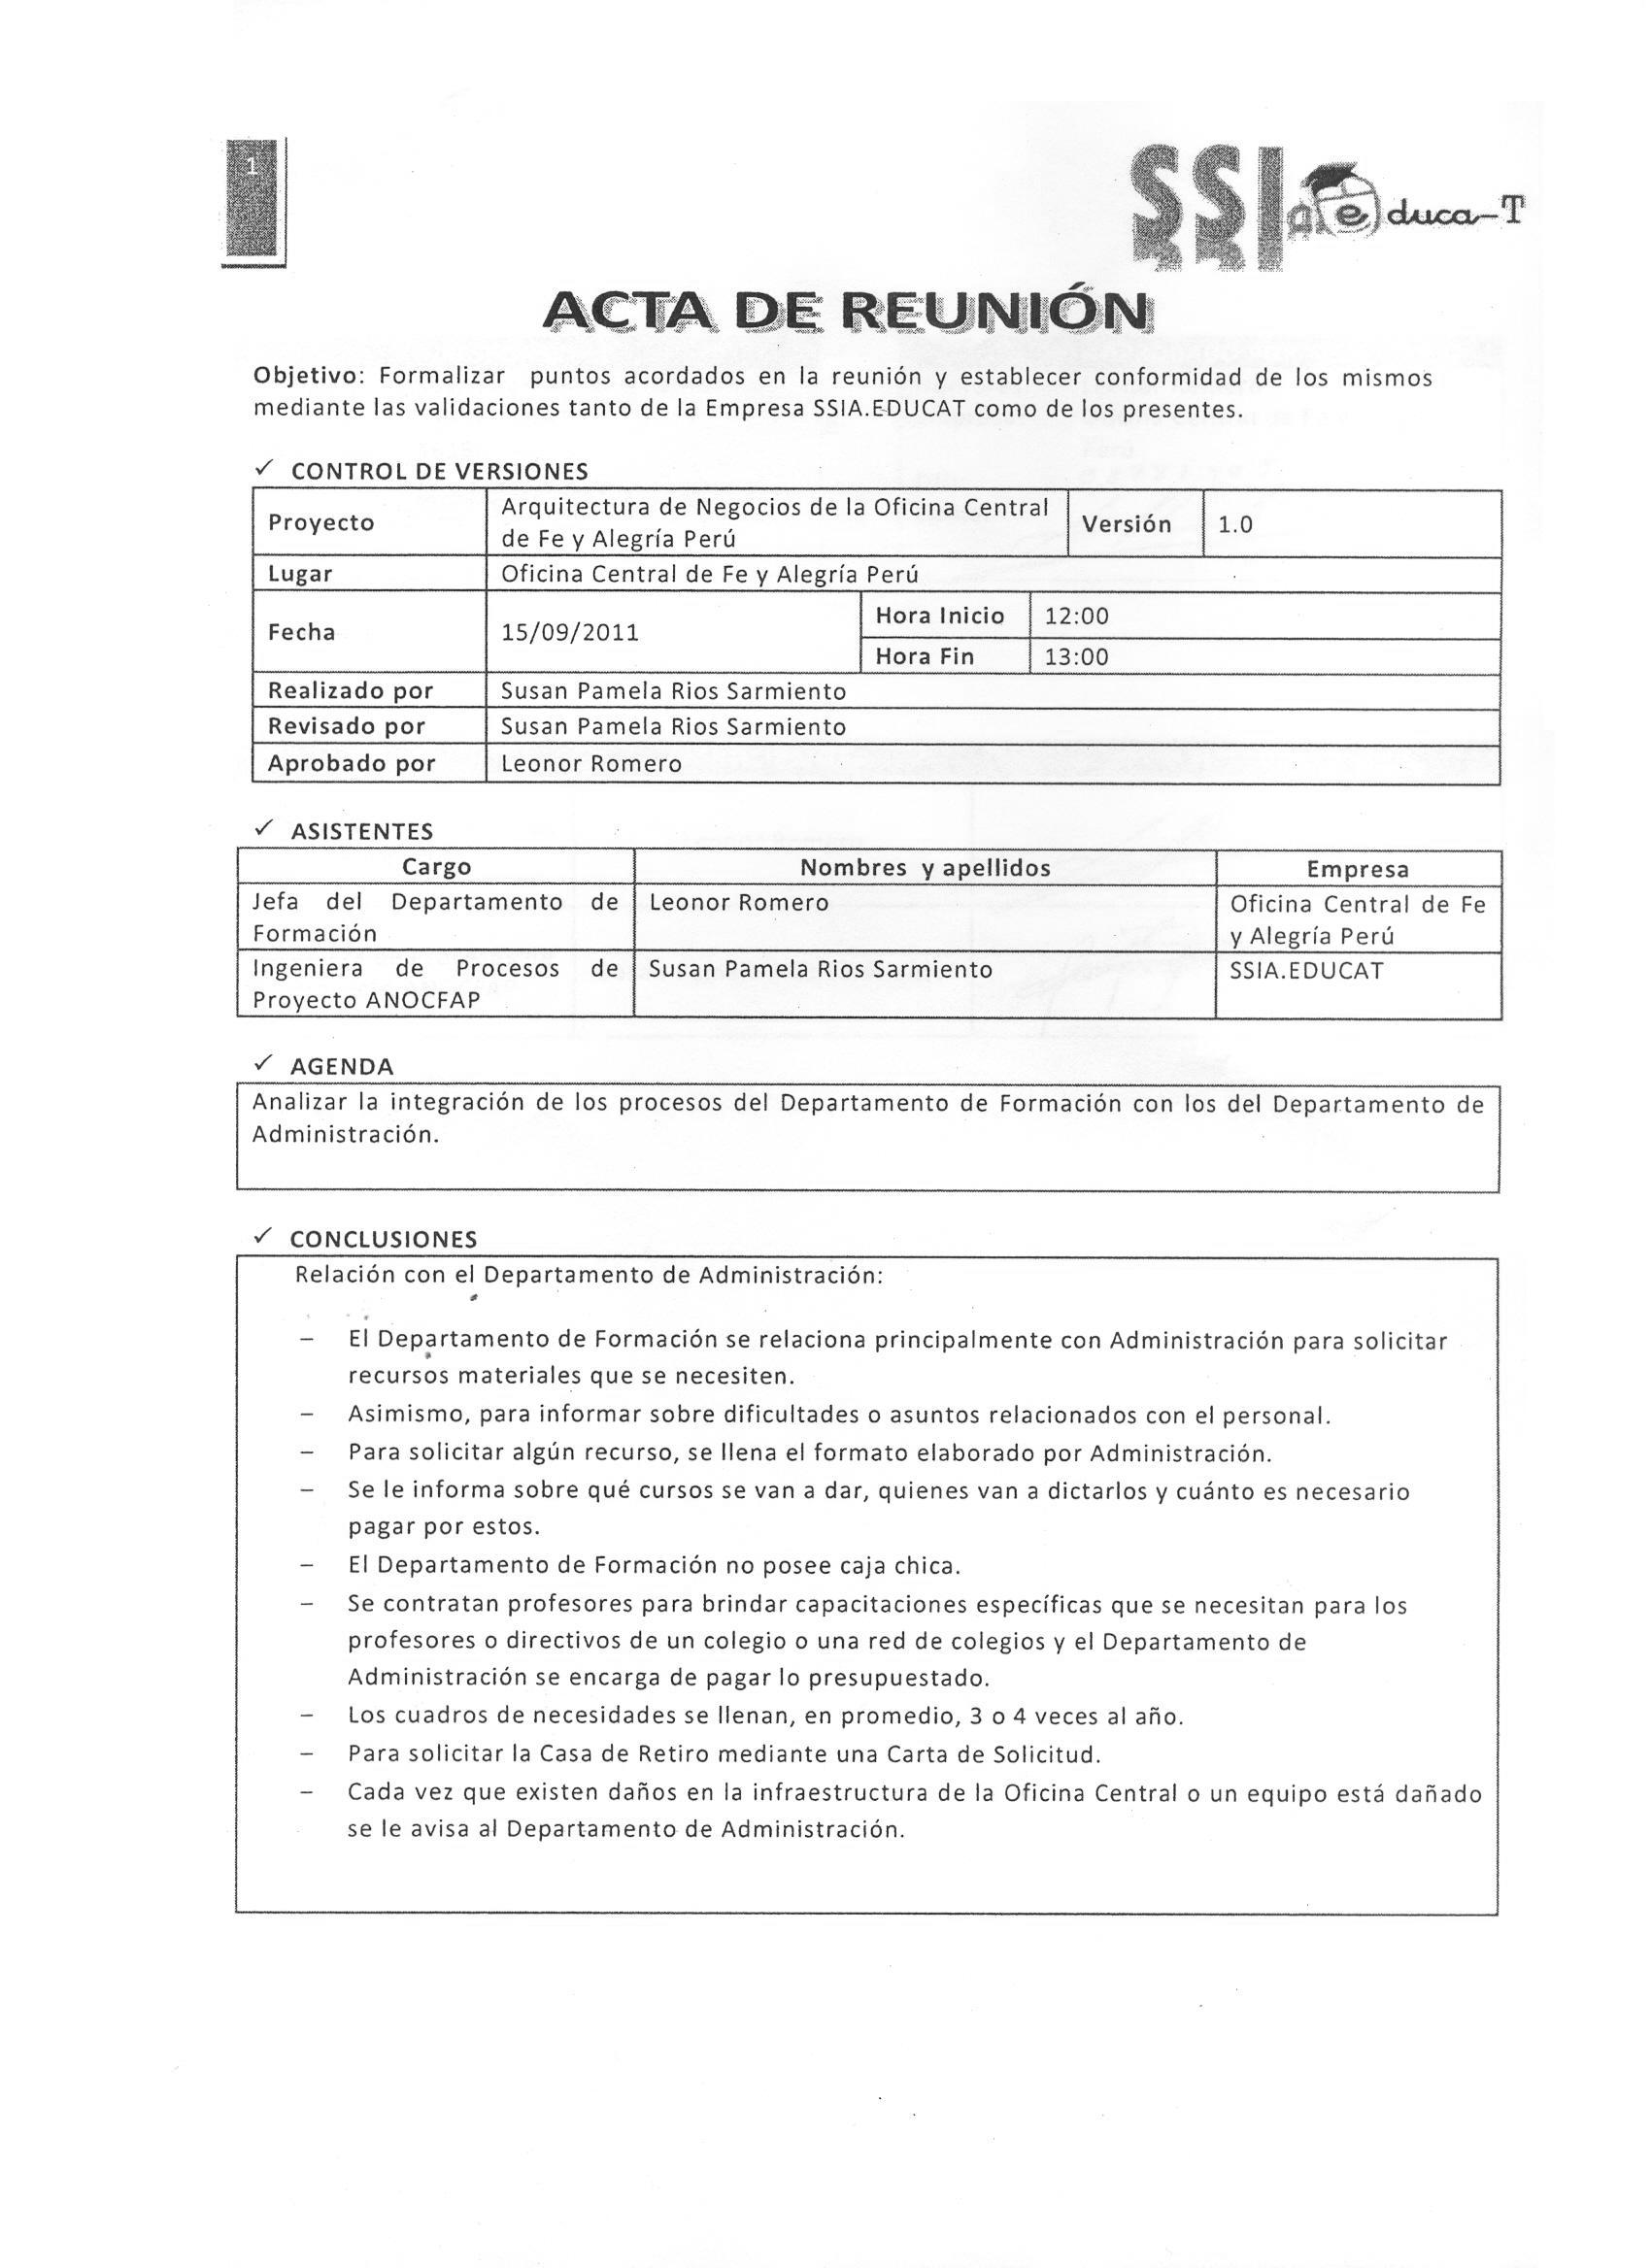 1
SSIA educa-T
ACTA DE REUNIÓN
Objetivo: Formalizar puntos acordados en la reunión y establecer conformidad de los mismos
mediante las validaciones tanto de la Empresa SSIA.EDUCAT como de los presentes.
✓ CONTROL DE VERSIONES
Proyecto
Arquitectura de Negocios de la Oficina Central
de Fe y Alegría Perú
Versión
1.0
Lugar
Oficina Central de Fe y Alegría Perú
Fecha
15/09/2011
Hora Inicio
12:00
Hora Fin
13:00
Realizado por
Susan Pamela Rios Sarmiento
Revisado por
Susan Pamela Rios Sarmiento
Aprobado por
Leonor Romero
✓ ASISTENTES
Cargo
Nombres y apellidos
Empresa
Jefa del Departamento de
Formación
Leonor Romero
Oficina Central de Fe
y Alegría Perú
Ingeniera de Procesos de
Proyecto ANOCFAP
Susan Pamela Rios Sarmiento
SSIA.EDUCAT
✓ AGENDA
Analizar la integración de los procesos del Departamento de Formación con los del Departamento de
Administración.
✓ CONCLUSIONES
Relación con el Departamento de Administración:
– El Departamento de Formación se relaciona principalmente con Administración para solicitar
recursos materiales que se necesiten.
– Asimismo, para informar sobre dificultades o asuntos relacionados con el personal.
– Para solicitar algún recurso, se llena el formato elaborado por Administración.
– Se le informa sobre qué cursos se van a dar, quienes van a dictarlos y cuánto es necesario
pagar por estos.
– El Departamento de Formación no posee caja chica.
– Se contratan profesores para brindar capacitaciones específicas que se necesitan para los
profesores o directivos de un colegio o una red de colegios y el Departamento de
Administración se encarga de pagar lo presupuestado.
– Los cuadros de necesidades se llenan, en promedio, 3 o 4 veces al año.
– Para solicitar la Casa de Retiro mediante una Carta de Solicitud.
– Cada vez que existen daños en la infraestructura de la Oficina Central o un equipo está dañado
se le avisa al Departamento de Administración.